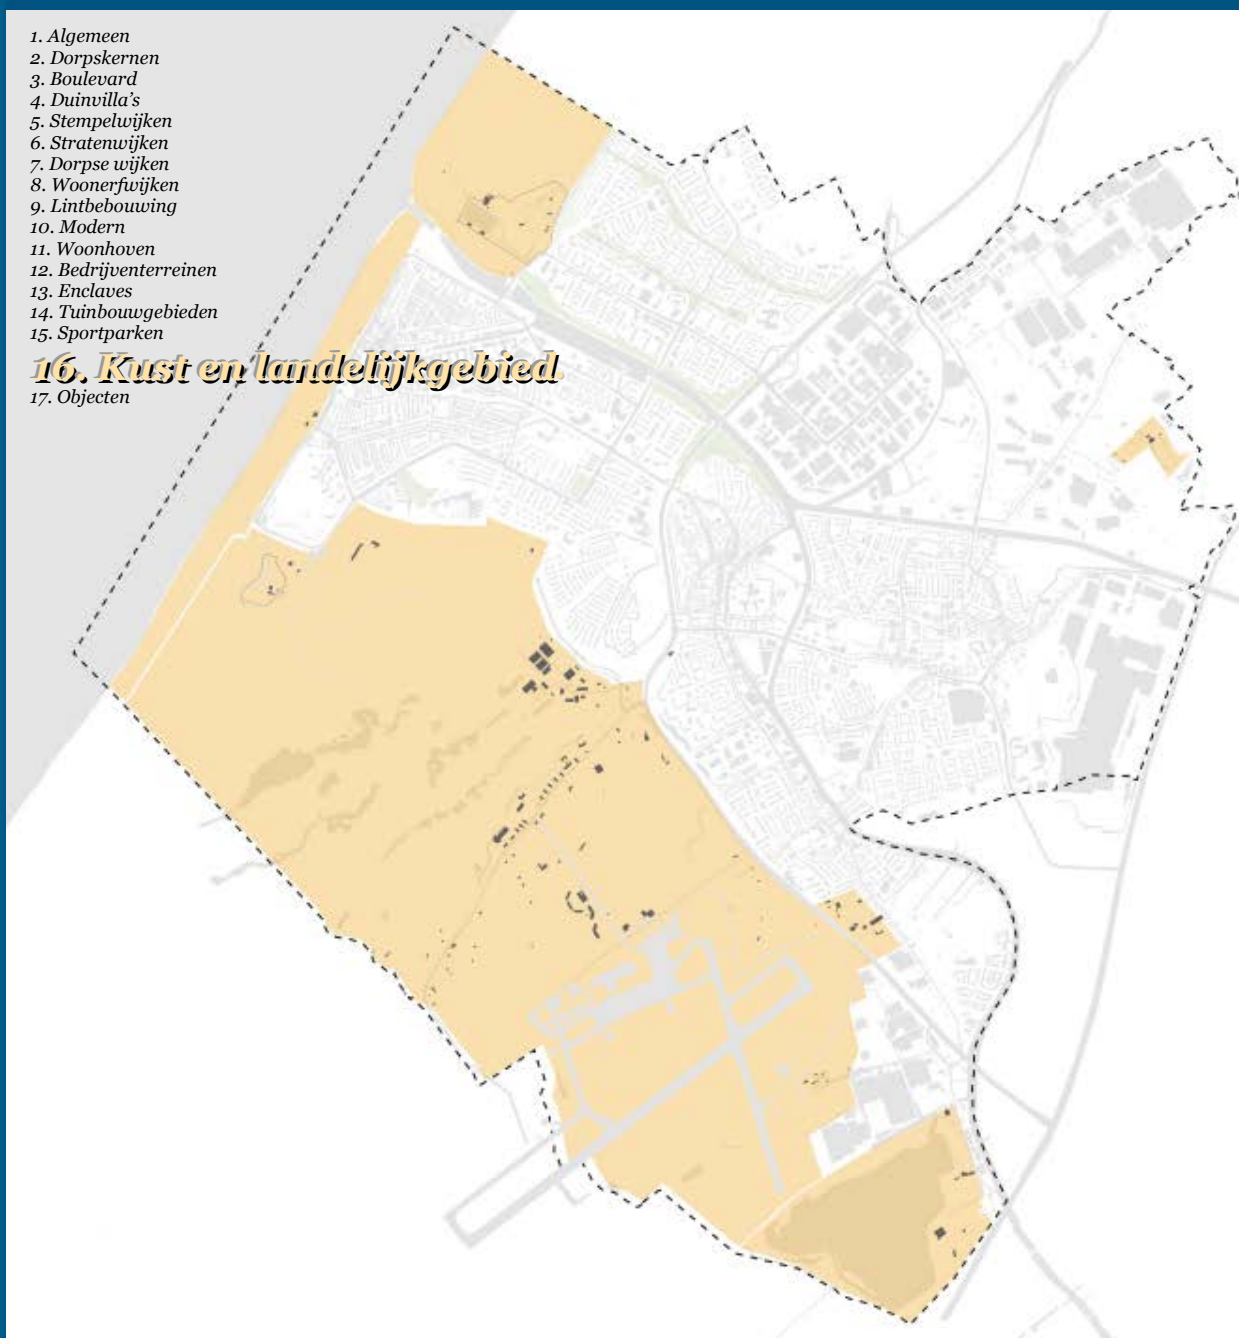 1. Algemeen
2. Dorpskernen
3. Boulevard
4. Duinvilla's
5. Stempelwijken
6. Stratenwijken
7. Dorpse wijken
8. Woonerfwijken
9. Lintbebouwing
10. Modern
11. Woonhoven
12. Bedrijventerreinen
13. Enclaves
14. Tuinbouwgebieden
15. Sportparken
16. Kust en landelijkgebied.
17. Objecten